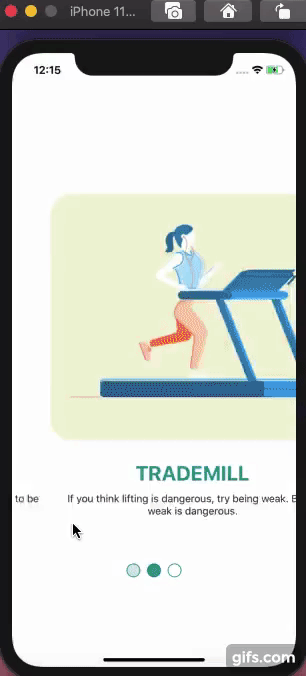 iPhone 11...
12:15
TRADEMILL
to be
If you think lifting is dangerous, try being weak. B
weak is dangerous.
gifs.com